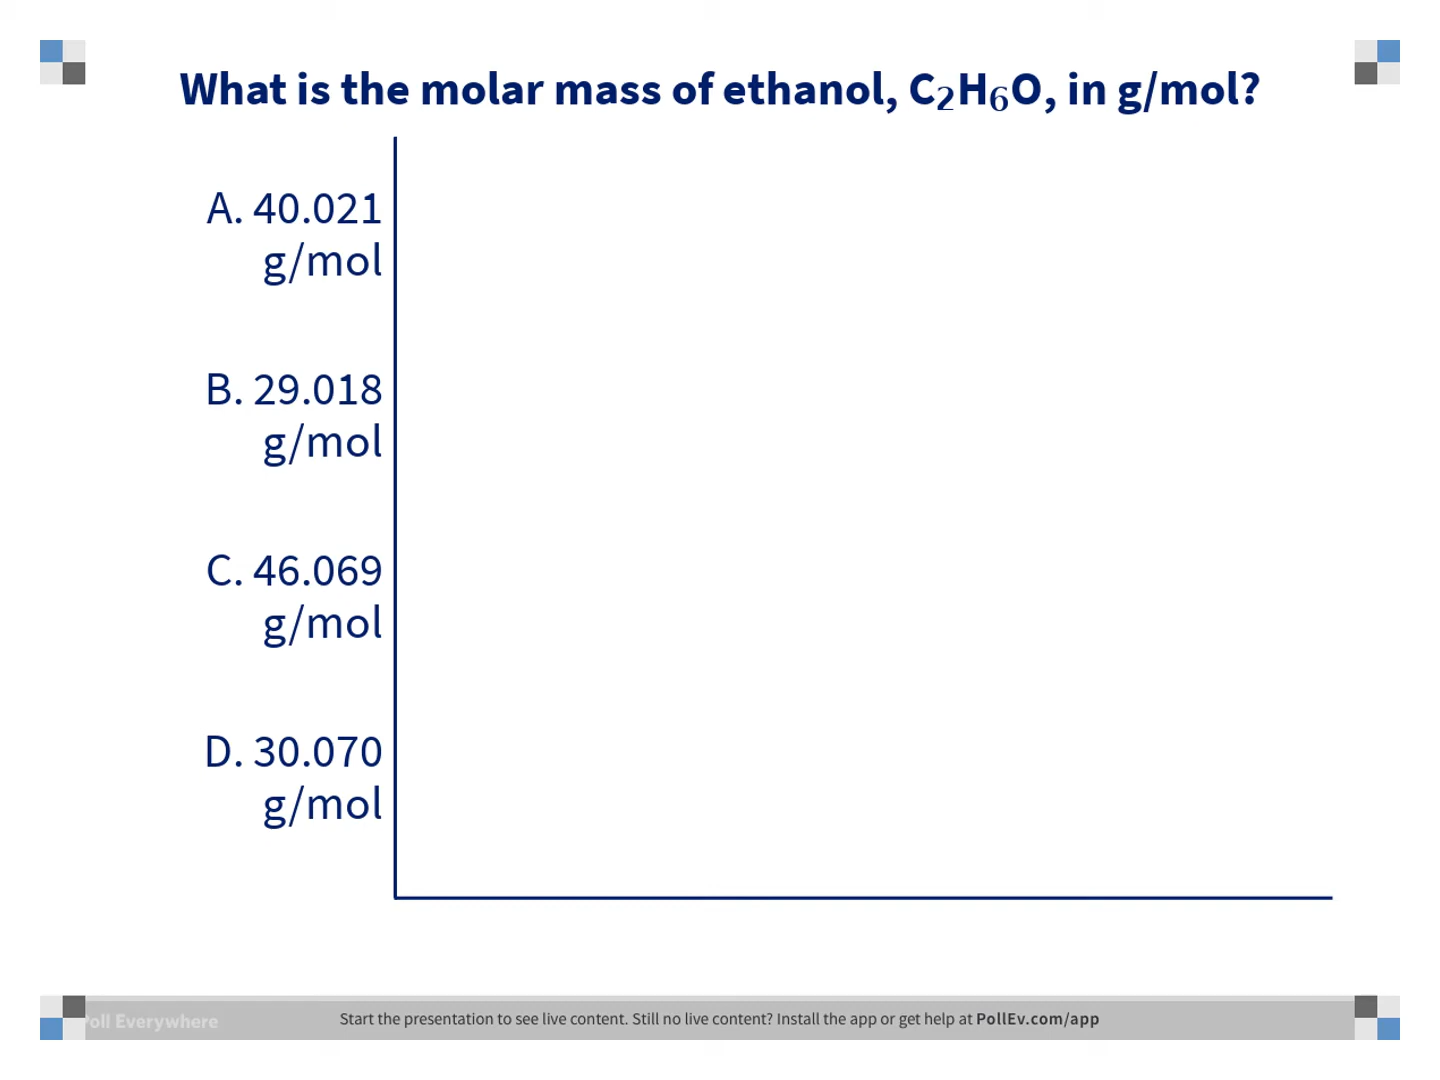 What is the molar mass of ethanol, C₂H₆O, in g/mol?
A. 40.021
g/mol
B. 29.018
g/mol
C. 46.069
g/mol
D. 30.070
g/mol
Poll Everywhere
Start the presentation to see live content. Still no live content? Install the app or get help at PollEv.com/app